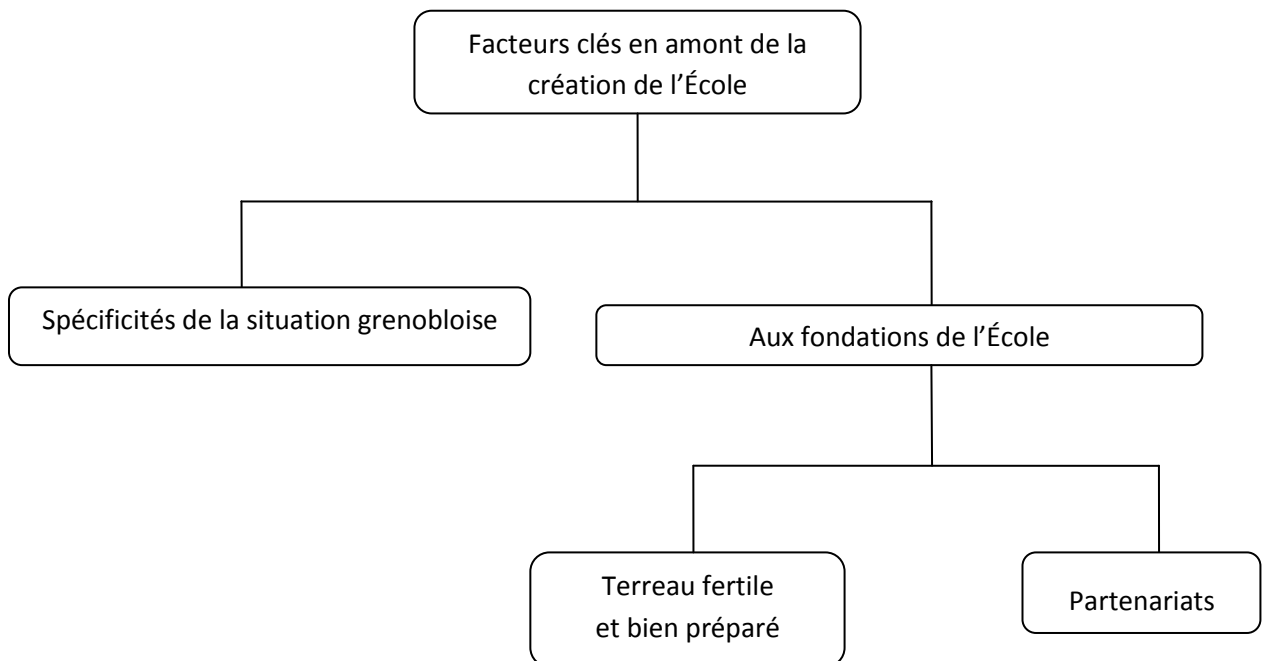 Facteurs clés en amont de la
création de l’École
Spécificités de la situation grenobloise
Aux fondations de l’École
Terreau fertile
et bien préparé
Partenariats